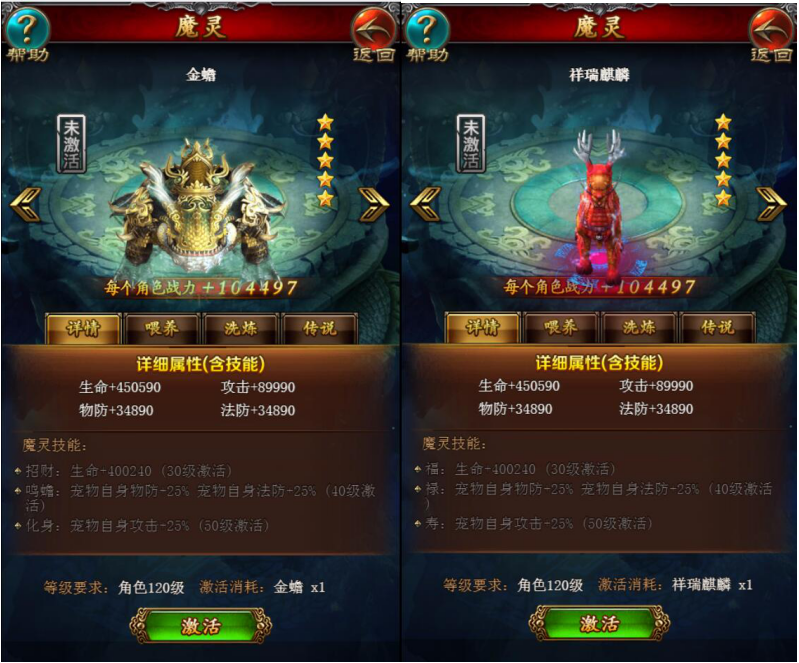 魔灵
帮助
返回
金蟾
未激活
每个角色战力+104497
详情 喂养 洗炼 传说
详细属性(含技能)
生命+450590 攻击+89990
物防+34890 法防+34890
魔灵技能:
招财: 生命+400240 (30级激活)
鸣蟾: 宠物自身物防+25% 宠物自身法防+25% (40级激
活)
化身: 宠物自身攻击+25% (50级激活)
等级要求: 角色120级 激活消耗: 金蟾 x1
激活
魔灵
帮助
返回
祥瑞麒麟
未激活
每个角色战力+104497
详情 喂养 洗炼 传说
详细属性(含技能)
生命+450590 攻击+89990
物防+34890 法防+34890
魔灵技能:
福: 生命+400240 (30级激活)
禄: 宠物自身物防+25% 宠物自身法防+25% (40级激活
)
寿: 宠物自身攻击+25% (50级激活)
等级要求: 角色120级 激活消耗: 祥瑞麒麟 x1
激活